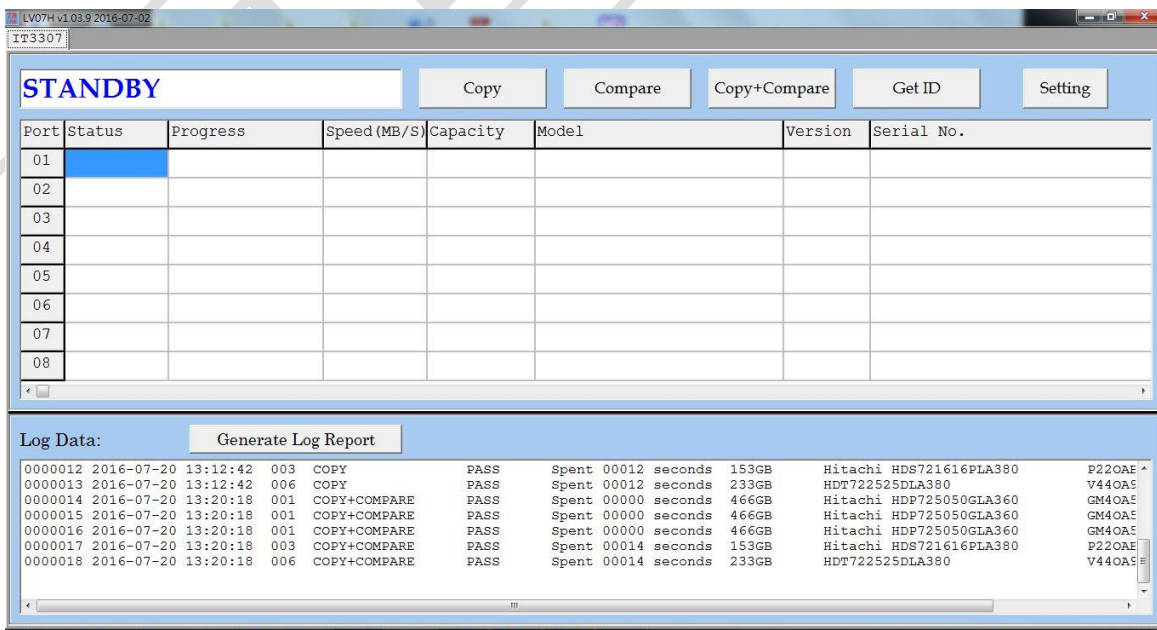 LV07H v1.03.9 2016-07-02
IT3307
STANDBY Copy Compare Copy+Compare Get ID Setting
Port Status Progress Speed(MB/S) Capacity Model Version Serial No.
01
02
03
04
05
06
07
08
Log Data: Generate Log Report
0000012 2016-07-20 13:12:42 003 COPY PASS Spent 00012 seconds 153GB Hitachi HDS721616PLA380 P22OAE
0000013 2016-07-20 13:12:42 006 COPY PASS Spent 00012 seconds 233GB HDT722525DLA380 V44OA9
0000014 2016-07-20 13:20:18 001 COPY+COMPARE PASS Spent 00000 seconds 466GB Hitachi HDP725050GLA360 GM4OA5
0000015 2016-07-20 13:20:18 001 COPY+COMPARE PASS Spent 00000 seconds 466GB Hitachi HDP725050GLA360 GM4OA5
0000016 2016-07-20 13:20:18 001 COPY+COMPARE PASS Spent 00000 seconds 466GB Hitachi HDP725050GLA360 GM4OA5
0000017 2016-07-20 13:20:18 003 COPY+COMPARE PASS Spent 00014 seconds 153GB Hitachi HDS721616PLA380 P22OAE
0000018 2016-07-20 13:20:18 006 COPY+COMPARE PASS Spent 00014 seconds 233GB HDT722525DLA380 V44OA9